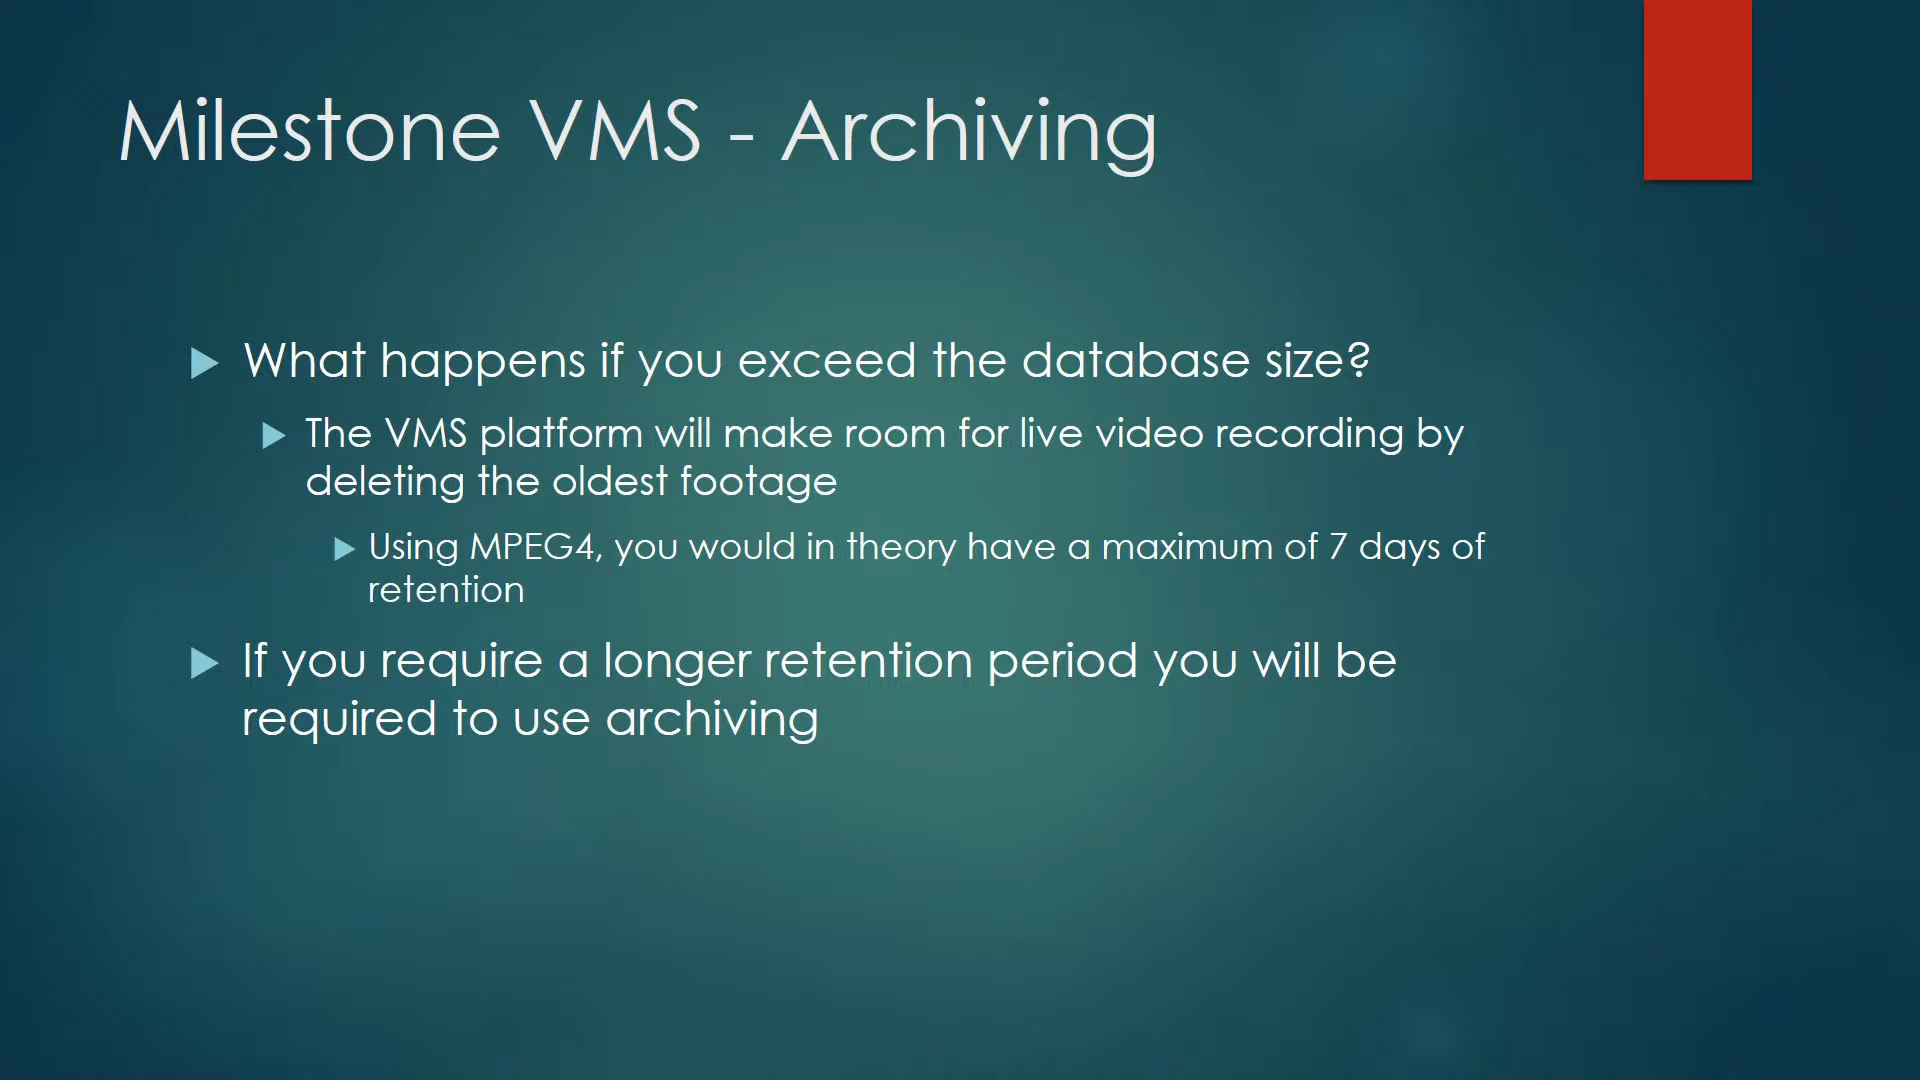 Milestone VMS - Archiving
What happens if you exceed the database size?
The VMS platform will make room for live video recording by
deleting the oldest footage
Using MPEG4, you would in theory have a maximum of 7 days of
retention
If you require a longer retention period you will be
required to use archiving